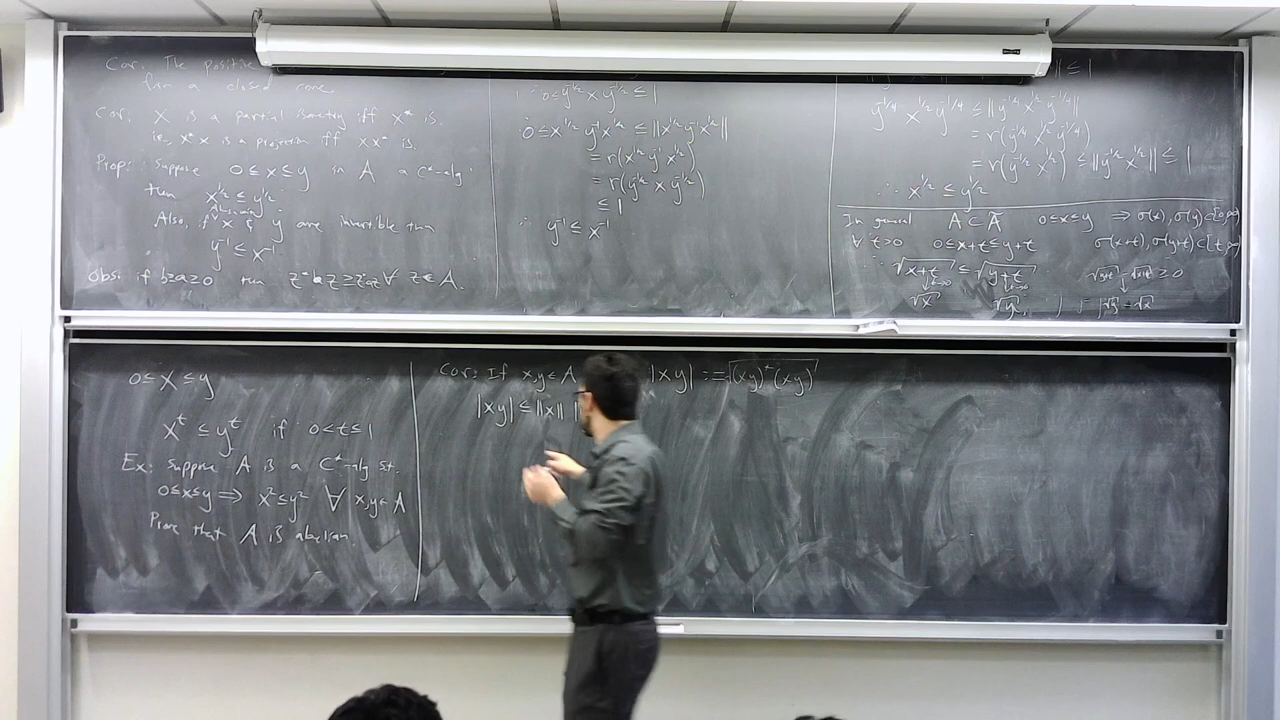 Cor: The positive
form a closed cone
Cor: X is a partial isometry iff X* is.
i.e., X*X is a projection iff XX* is.
Prop: Suppose 0≤x≤y in A a C*-alg.
then x^{1/2} ≤ y^{1/2}
Also, if x & y are invertible then
Assuming
y^{-1} ≤ x^{-1}
Obs: if b≥a≥0 then z*bz ≥ z*az ∀ z∈A.
∴ 0≤y^{-1/2} x y^{-1/2} ≤ 1
0≤x^{1/2} y^{-1} x^{1/2} ≤ ||x^{1/2} y^{-1} x^{1/2}||
= r(x^{1/2} y^{-1} x^{1/2})
= r(y^{-1/2} x y^{-1/2})
≤ 1
∴ y^{-1} ≤ x^{-1}
≤ 1
y^{-1/4} x^{1/2} y^{-1/4} ≤ ||y^{-1/4} x^{1/2} y^{-1/4}||
= r(y^{-1/4} x^{1/2} y^{-1/4})
= r(y^{-1/2} x^{1/2}) ≤ ||y^{-1/2} x^{1/2}|| ≤ 1
∴ x^{1/2} ≤ y^{1/2}
In general A ⊂ Ã 0≤x≤y ⇒ σ(x), σ(y) ⊂ [0,∞)
∀ t>0 0≤x+t≤y+t σ(x+t), σ(y+t) ⊂ [t,∞)
∴ √(x+t) ≤ √(y+t) √(y+t) - √(x+t) ≥ 0
↓t→0 ↓t→0 ↓
√x √y √y - √x
0≤x≤y
x^t ≤ y^t if 0<t≤1
Ex: Suppose A is a C*-alg s.t.
0≤x≤y ⟹ x²≤y² ∀ x,y∈A
Prove that A is abelian.
Cor: If x,y∈A |xy| := √((xy)*(xy))
|xy| ≤ ||x||